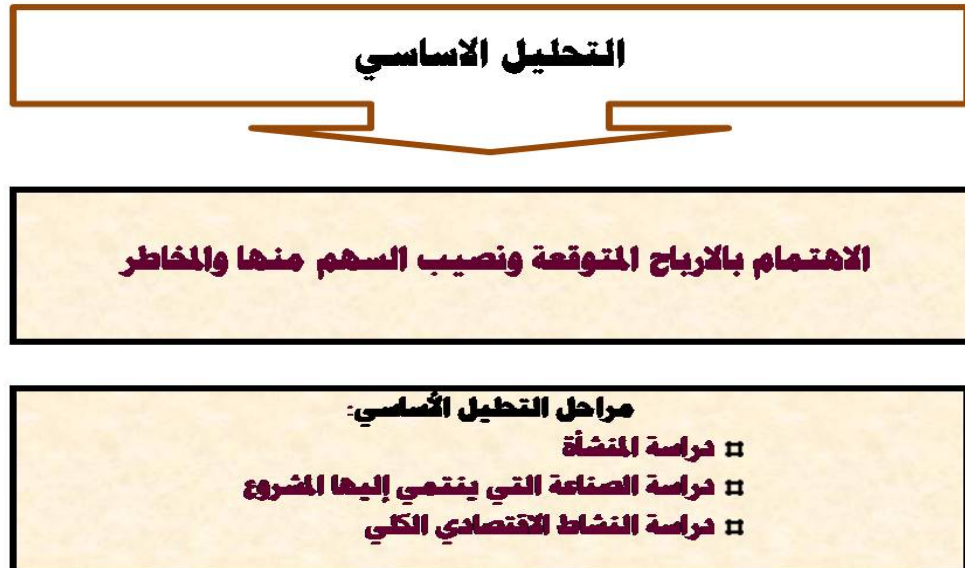 التحليل الاساسي
الاهتمام بالارباح المتوقعة ونصيب السهم منها والمخاطر
مراحل التحليل الأساسي:
¤ دراسة المنشأة
¤ دراسة الصناعة التي ينتمي إليها المشروع
¤ دراسة النشاط الاقتصادي الكلي